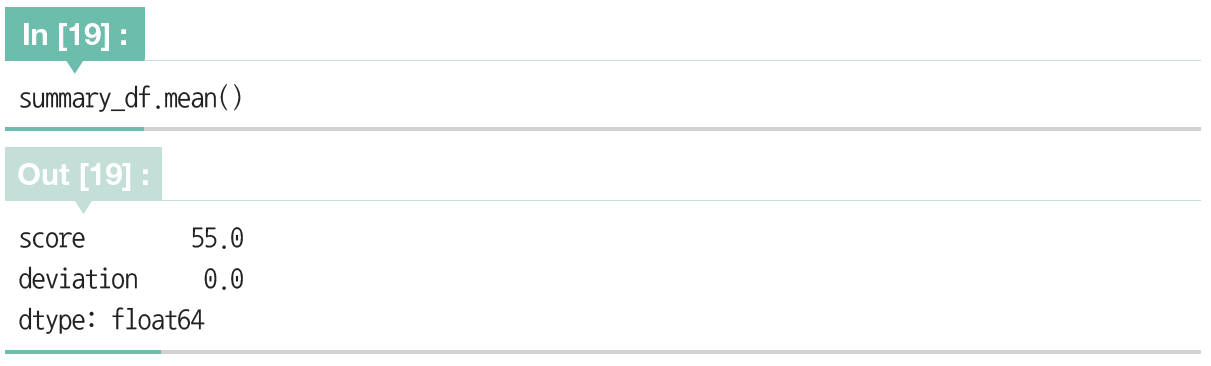 In [19] :
summary_df.mean()
Out [19] :
score        55.0
deviation     0.0
dtype: float64